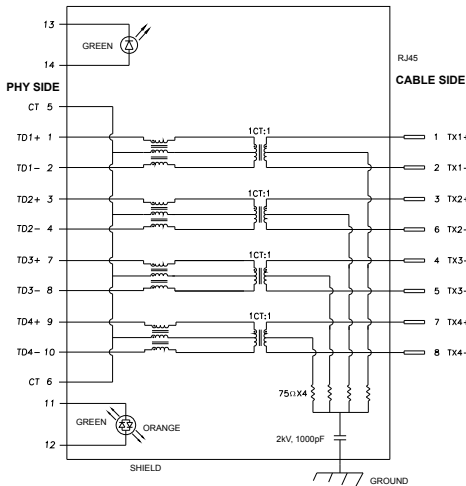 13
GREEN
14
RJ45
PHY SIDE
CABLE SIDE
CT 5
1CT:1
TD1+ 1
1 TX1+
TD1- 2
2 TX1-
1CT:1
TD2+ 3
3 TX2+
TD2- 4
6 TX2-
1CT:1
TD3+ 7
4 TX3-
TD3- 8
5 TX3-
1CT:1
TD4+ 9
7 TX4+
TD4- 10
8 TX4-
CT 6
75ΩX4
11
GREEN
ORANGE
12
2kV, 1000pF
SHIELD
GROUND